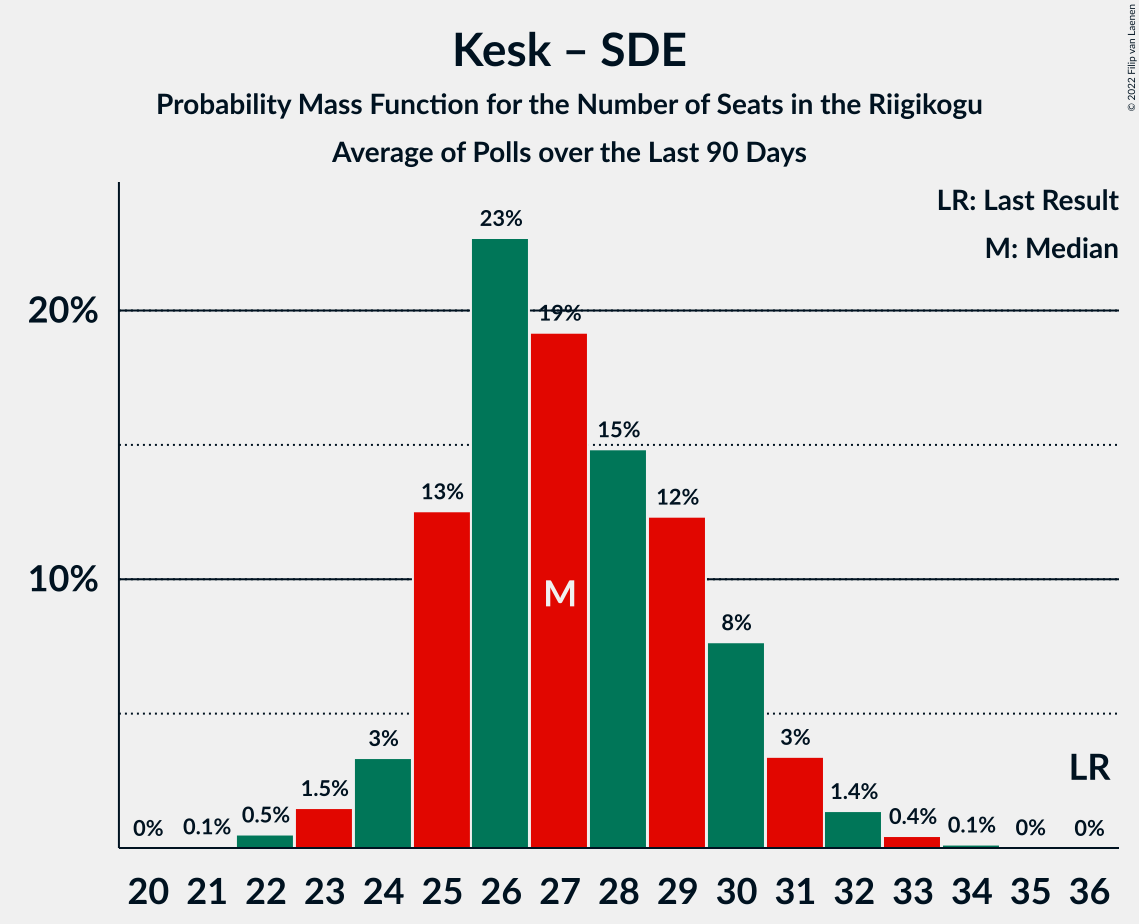 Kesk – SDE
Probability Mass Function for the Number of Seats in the Riigikogu
Average of Polls over the Last 90 Days
© 2022 Filip van Laenen
LR: Last Result
M: Median
20%
10%
0% 0.1% 0.5% 1.5% 3% 13% 23% 19% 15% 12% 8% 3% 1.4% 0.4% 0.1% 0% 0%
M
LR
20 21 22 23 24 25 26 27 28 29 30 31 32 33 34 35 36